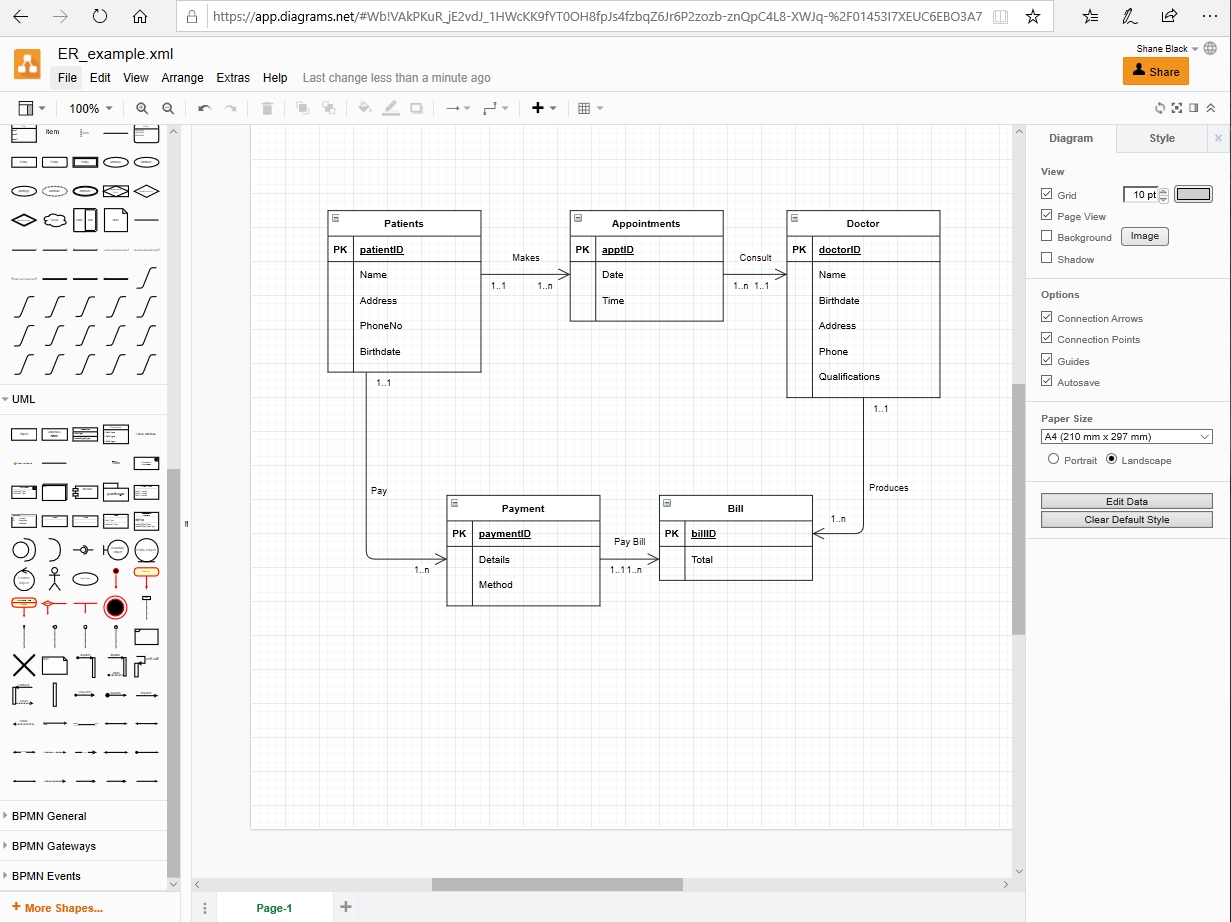 https://app.diagrams.net/#Wb!VAkPKuR_jE2vdJ_1HWcKK9fYT0OH8fpJs4fzbqZ6Jr6P2zozb-znQpC4L8-XWJq-%2F01453I7XEUC6EBO3A7
ER_example.xml
Shane Black
File Edit View Arrange Extras Help Last change less than a minute ago
Share
100%
Item
UML
BPMN General
BPMN Gateways
BPMN Events
+ More Shapes...
Patients
PK patientID
Name
Address
PhoneNo
Birthdate
Makes
1..1 1..n
Appointments
PK apptID
Date
Time
Consult
1..n 1..1
Doctor
PK doctorID
Name
Birthdate
Address
Phone
Qualifications
1..1
1..1
Pay
Produces
Payment
PK paymentID
Details
Method
1..n
Pay Bill
1..1 1..n
Bill
PK billID
Total
1..n
Page-1
Diagram Style
View
Grid 10 pt
Page View
Background Image
Shadow
Options
Connection Arrows
Connection Points
Guides
Autosave
Paper Size
A4 (210 mm x 297 mm)
Portrait Landscape
Edit Data
Clear Default Style